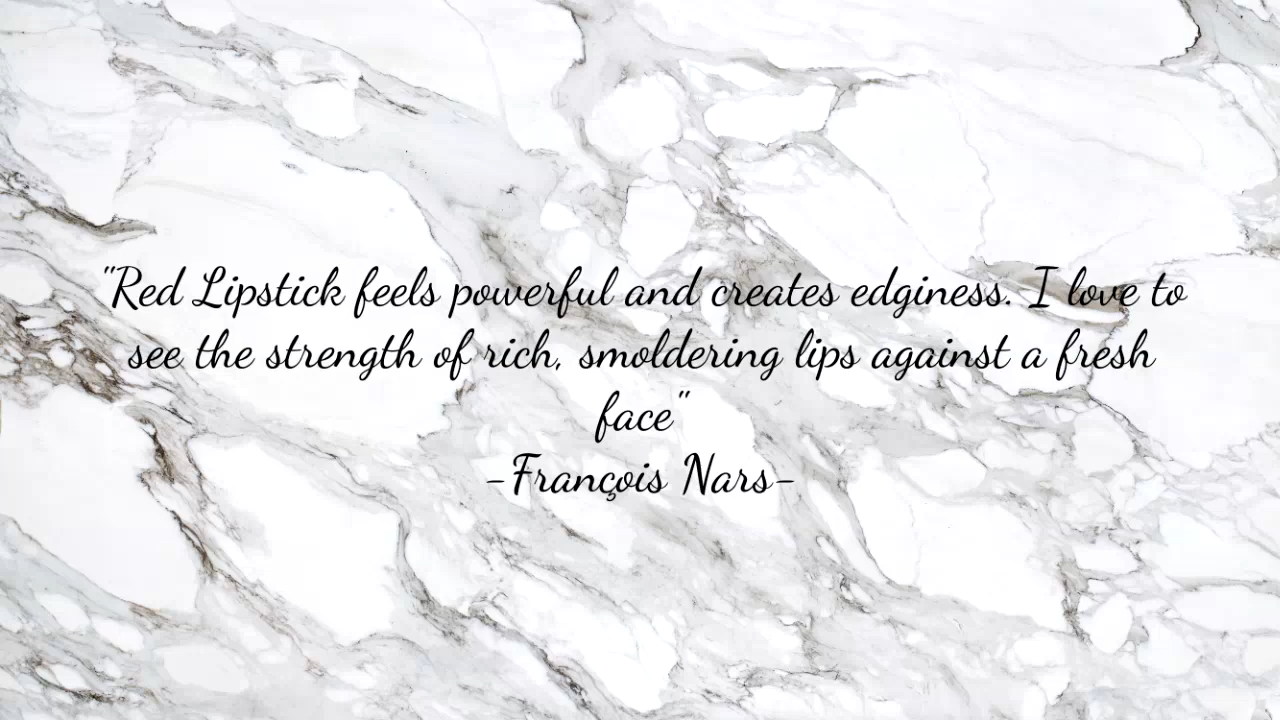 "Red Lipstick feels powerful and creates edginess. I love to
see the strength of rich, smoldering lips against a fresh
face"
-François Nars-